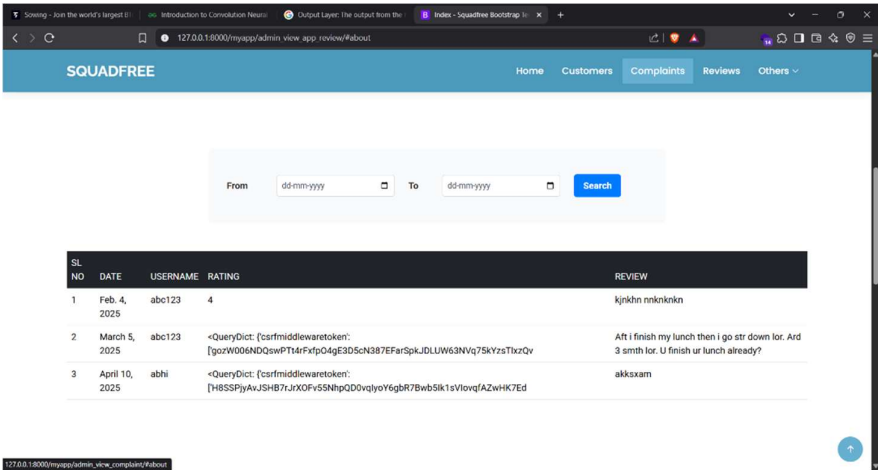 Sowing - Join the world's largest
Introduction to Convolution Neural
Output Layer: The output from the
Index - Squadfree Bootstrap
127.0.0.1:8000/myapp/admin_view_app_review/#about
14
SQUADFREE
Home Customers Complaints Reviews Others
From dd-mm-yyyy To dd-mm-yyyy Search
SL
NO DATE USERNAME RATING REVIEW
1 Feb. 4, abc123 4 kjnkhn nnknknkn
2025
2 March 5, abc123 <QueryDict: {'csrfmiddlewaretoken': Aft i finish my lunch then i go str down lor. Ard
2025 3 smth lor. U finish ur lunch already?
3 April 10, abhi <QueryDict: {'csrfmiddlewaretoken': akksxam
2025
127.0.0.1:8000/myapp/admin_view_complaint/#about